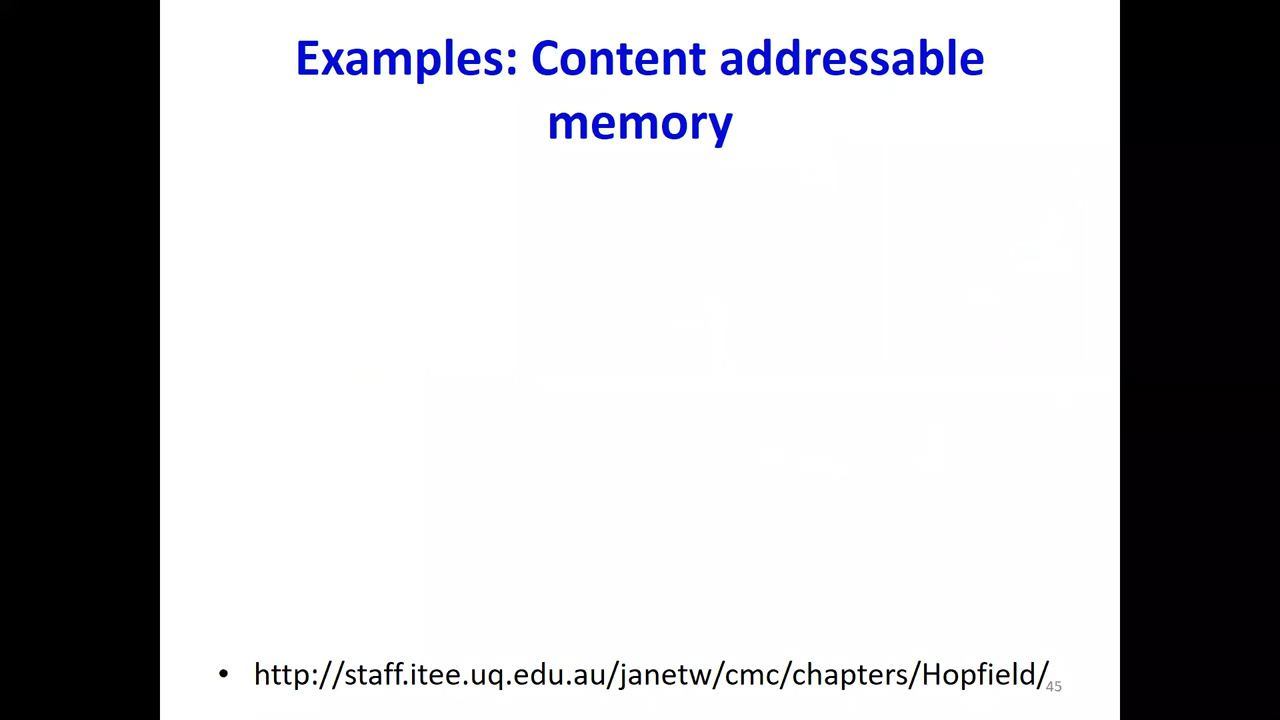 Examples: Content addressable
memory
• http://staff.itee.uq.edu.au/janetw/cmc/chapters/Hopfield/
45